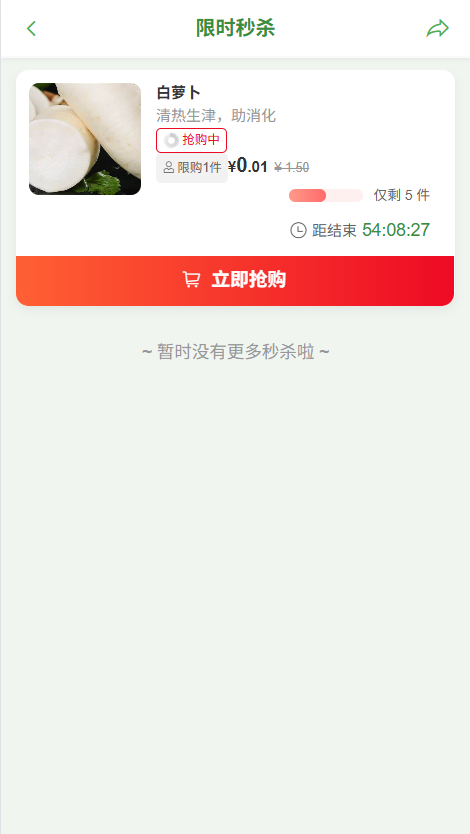 限时秒杀
白萝卜
清热生津，助消化
抢购中
限购1件 ¥0.01 ¥ 1.50
仅剩 5 件
距结束 54:08:27
立即抢购
~ 暂时没有更多秒杀啦 ~